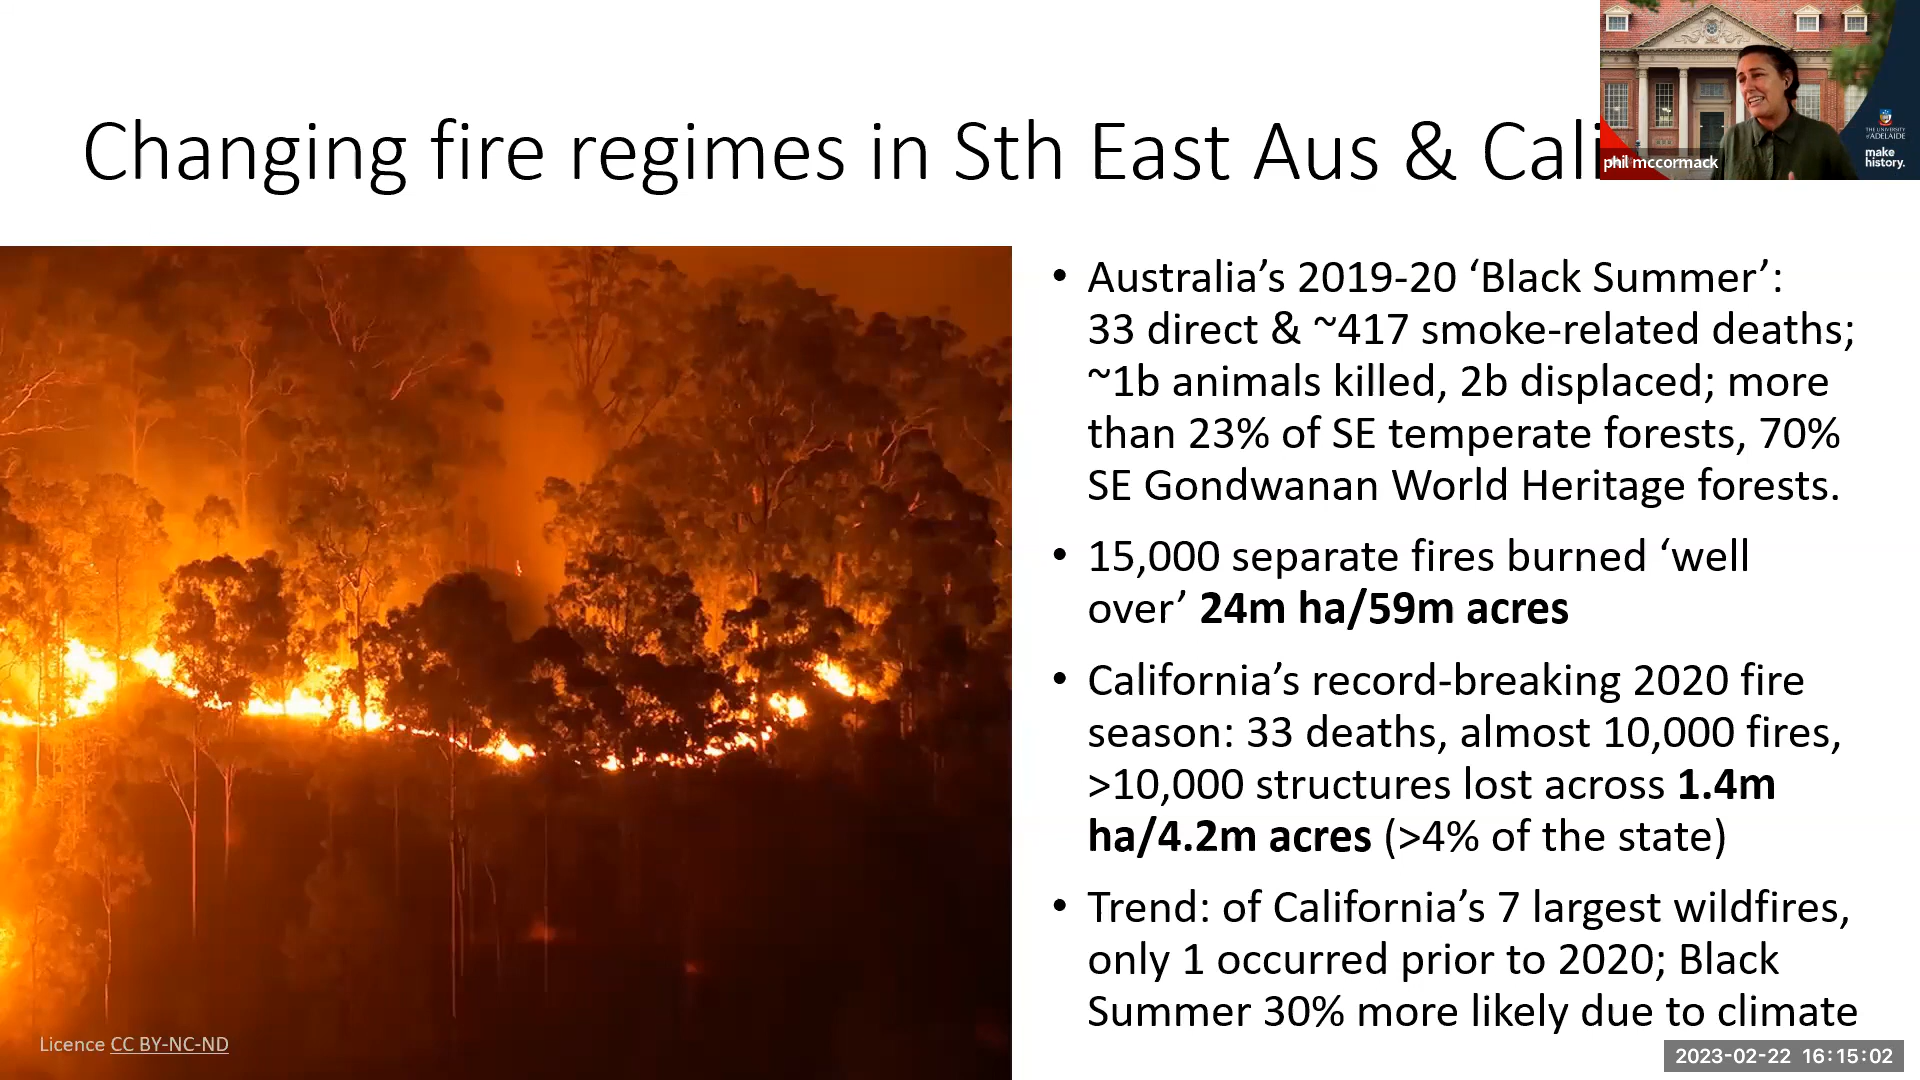 Changing fire regimes in Sth East Aus & Cali
phil mccormack
THE UNIVERSITY
of ADELAIDE
make
history.
• Australia’s 2019-20 ‘Black Summer’:
33 direct & ~417 smoke-related deaths;
~1b animals killed, 2b displaced; more
than 23% of SE temperate forests, 70%
SE Gondwanan World Heritage forests.
• 15,000 separate fires burned ‘well
over’ 24m ha/59m acres
• California’s record-breaking 2020 fire
season: 33 deaths, almost 10,000 fires,
>10,000 structures lost across 1.4m
ha/4.2m acres (>4% of the state)
• Trend: of California’s 7 largest wildfires,
only 1 occurred prior to 2020; Black
Summer 30% more likely due to climate
Licence CC BY-NC-ND
2023-02-22 16:15:02